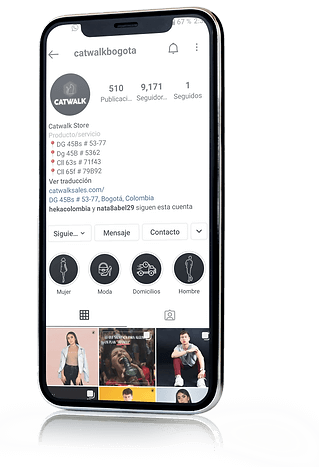 67 %
catwalkbogota
510
9,171
1
Publicaci...
Seguidor...
Seguidos
CATWALK
Catwalk Store
Producto/servicio
DG 45Bs # 53-77
Dg 45B # 5362
Cll 63s # 71f43
Cll 65f # 79B92
Ver traducción
catwalksales.com/
DG 45Bs # 53-77, Bogotá, Colombia
hekacolombia y nata8abel29 siguen esta cuenta
Siguie...
Mensaje
Contacto
Mujer
Moda
Domicilios
Hombre